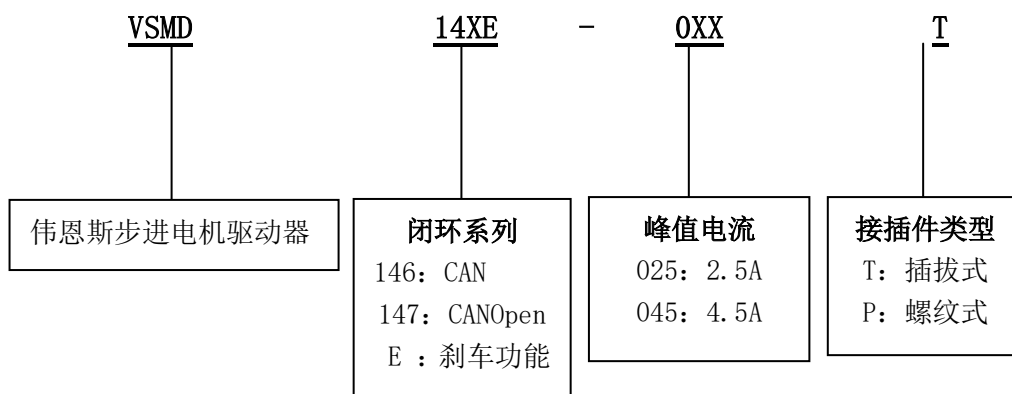 VSMD 14XE - 0XX T
伟恩斯步进电机驱动器
闭环系列
146: CAN
147: CANOpen
E : 刹车功能
峰值电流
025: 2.5A
045: 4.5A
接插件类型
T: 插拔式
P: 螺纹式